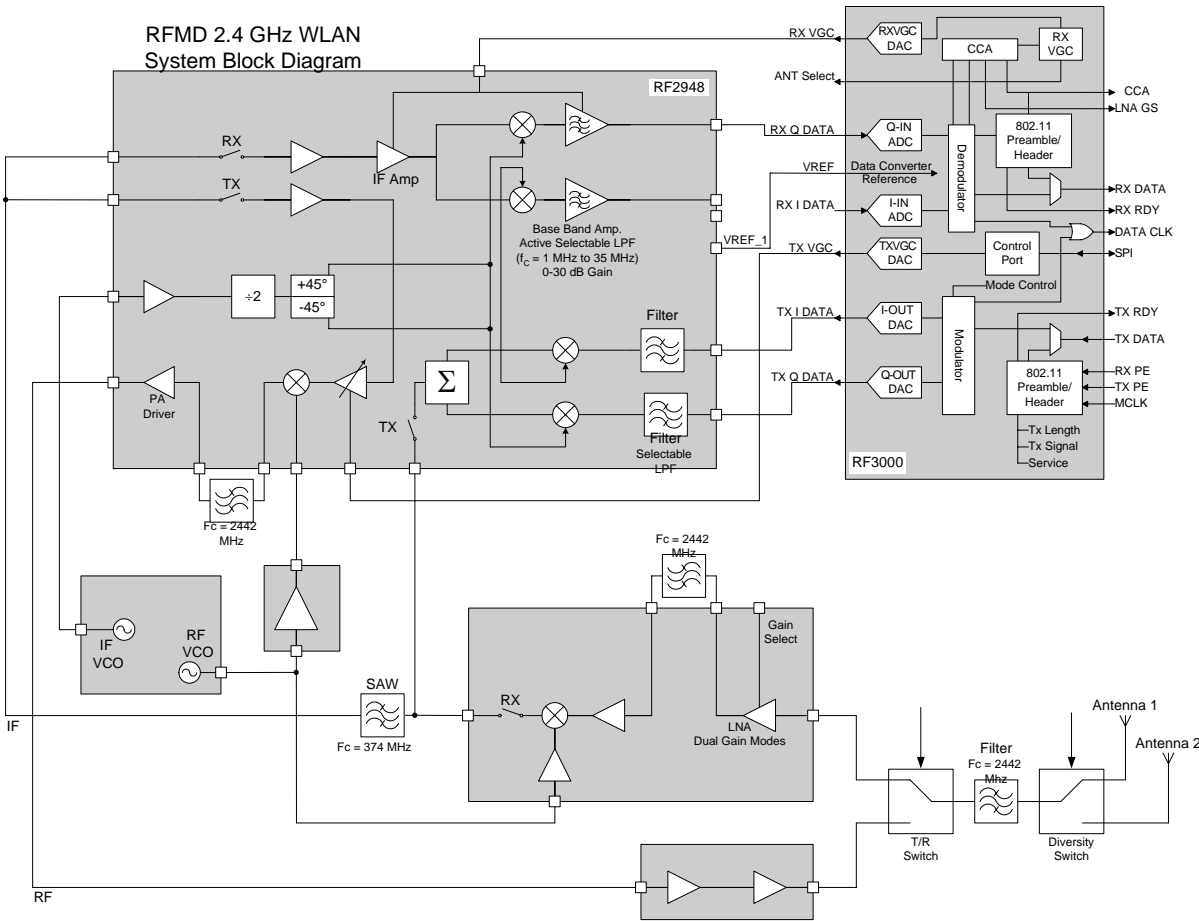 RFMD 2.4 GHz WLAN
System Block Diagram
RF2948
RX
TX
IF Amp
Base Band Amp.
Active Selectable LPF
(fC = 1 MHz to 35 MHz)
0-30 dB Gain
÷2
+45°
-45°
PA
Driver
Σ
TX
Filter
Filter
Selectable
LPF
Fc = 2442
MHz
VREF_1
RX VGC
ANT Select
RX Q DATA
VREF
RX I DATA
TX VGC
TX I DATA
TX Q DATA
RXVGC
DAC
CCA
RX
VGC
Q-IN
ADC
Data Converter
Reference
I-IN
ADC
TXVGC
DAC
I-OUT
DAC
Q-OUT
DAC
Demodulator
Modulator
802.11
Preamble/
Header
Control
Port
Mode Control
802.11
Preamble/
Header
Tx Length
Tx Signal
Service
RF3000
CCA
LNA GS
RX DATA
RX RDY
DATA CLK
SPI
TX RDY
TX DATA
RX PE
TX PE
MCLK
IF
VCO
RF
VCO
IF
SAW
Fc = 374 MHz
Fc = 2442
MHz
RX
Gain
Select
LNA
Dual Gain Modes
RF
T/R
Switch
Filter
Fc = 2442
Mhz
Diversity
Switch
Antenna 1
Antenna 2